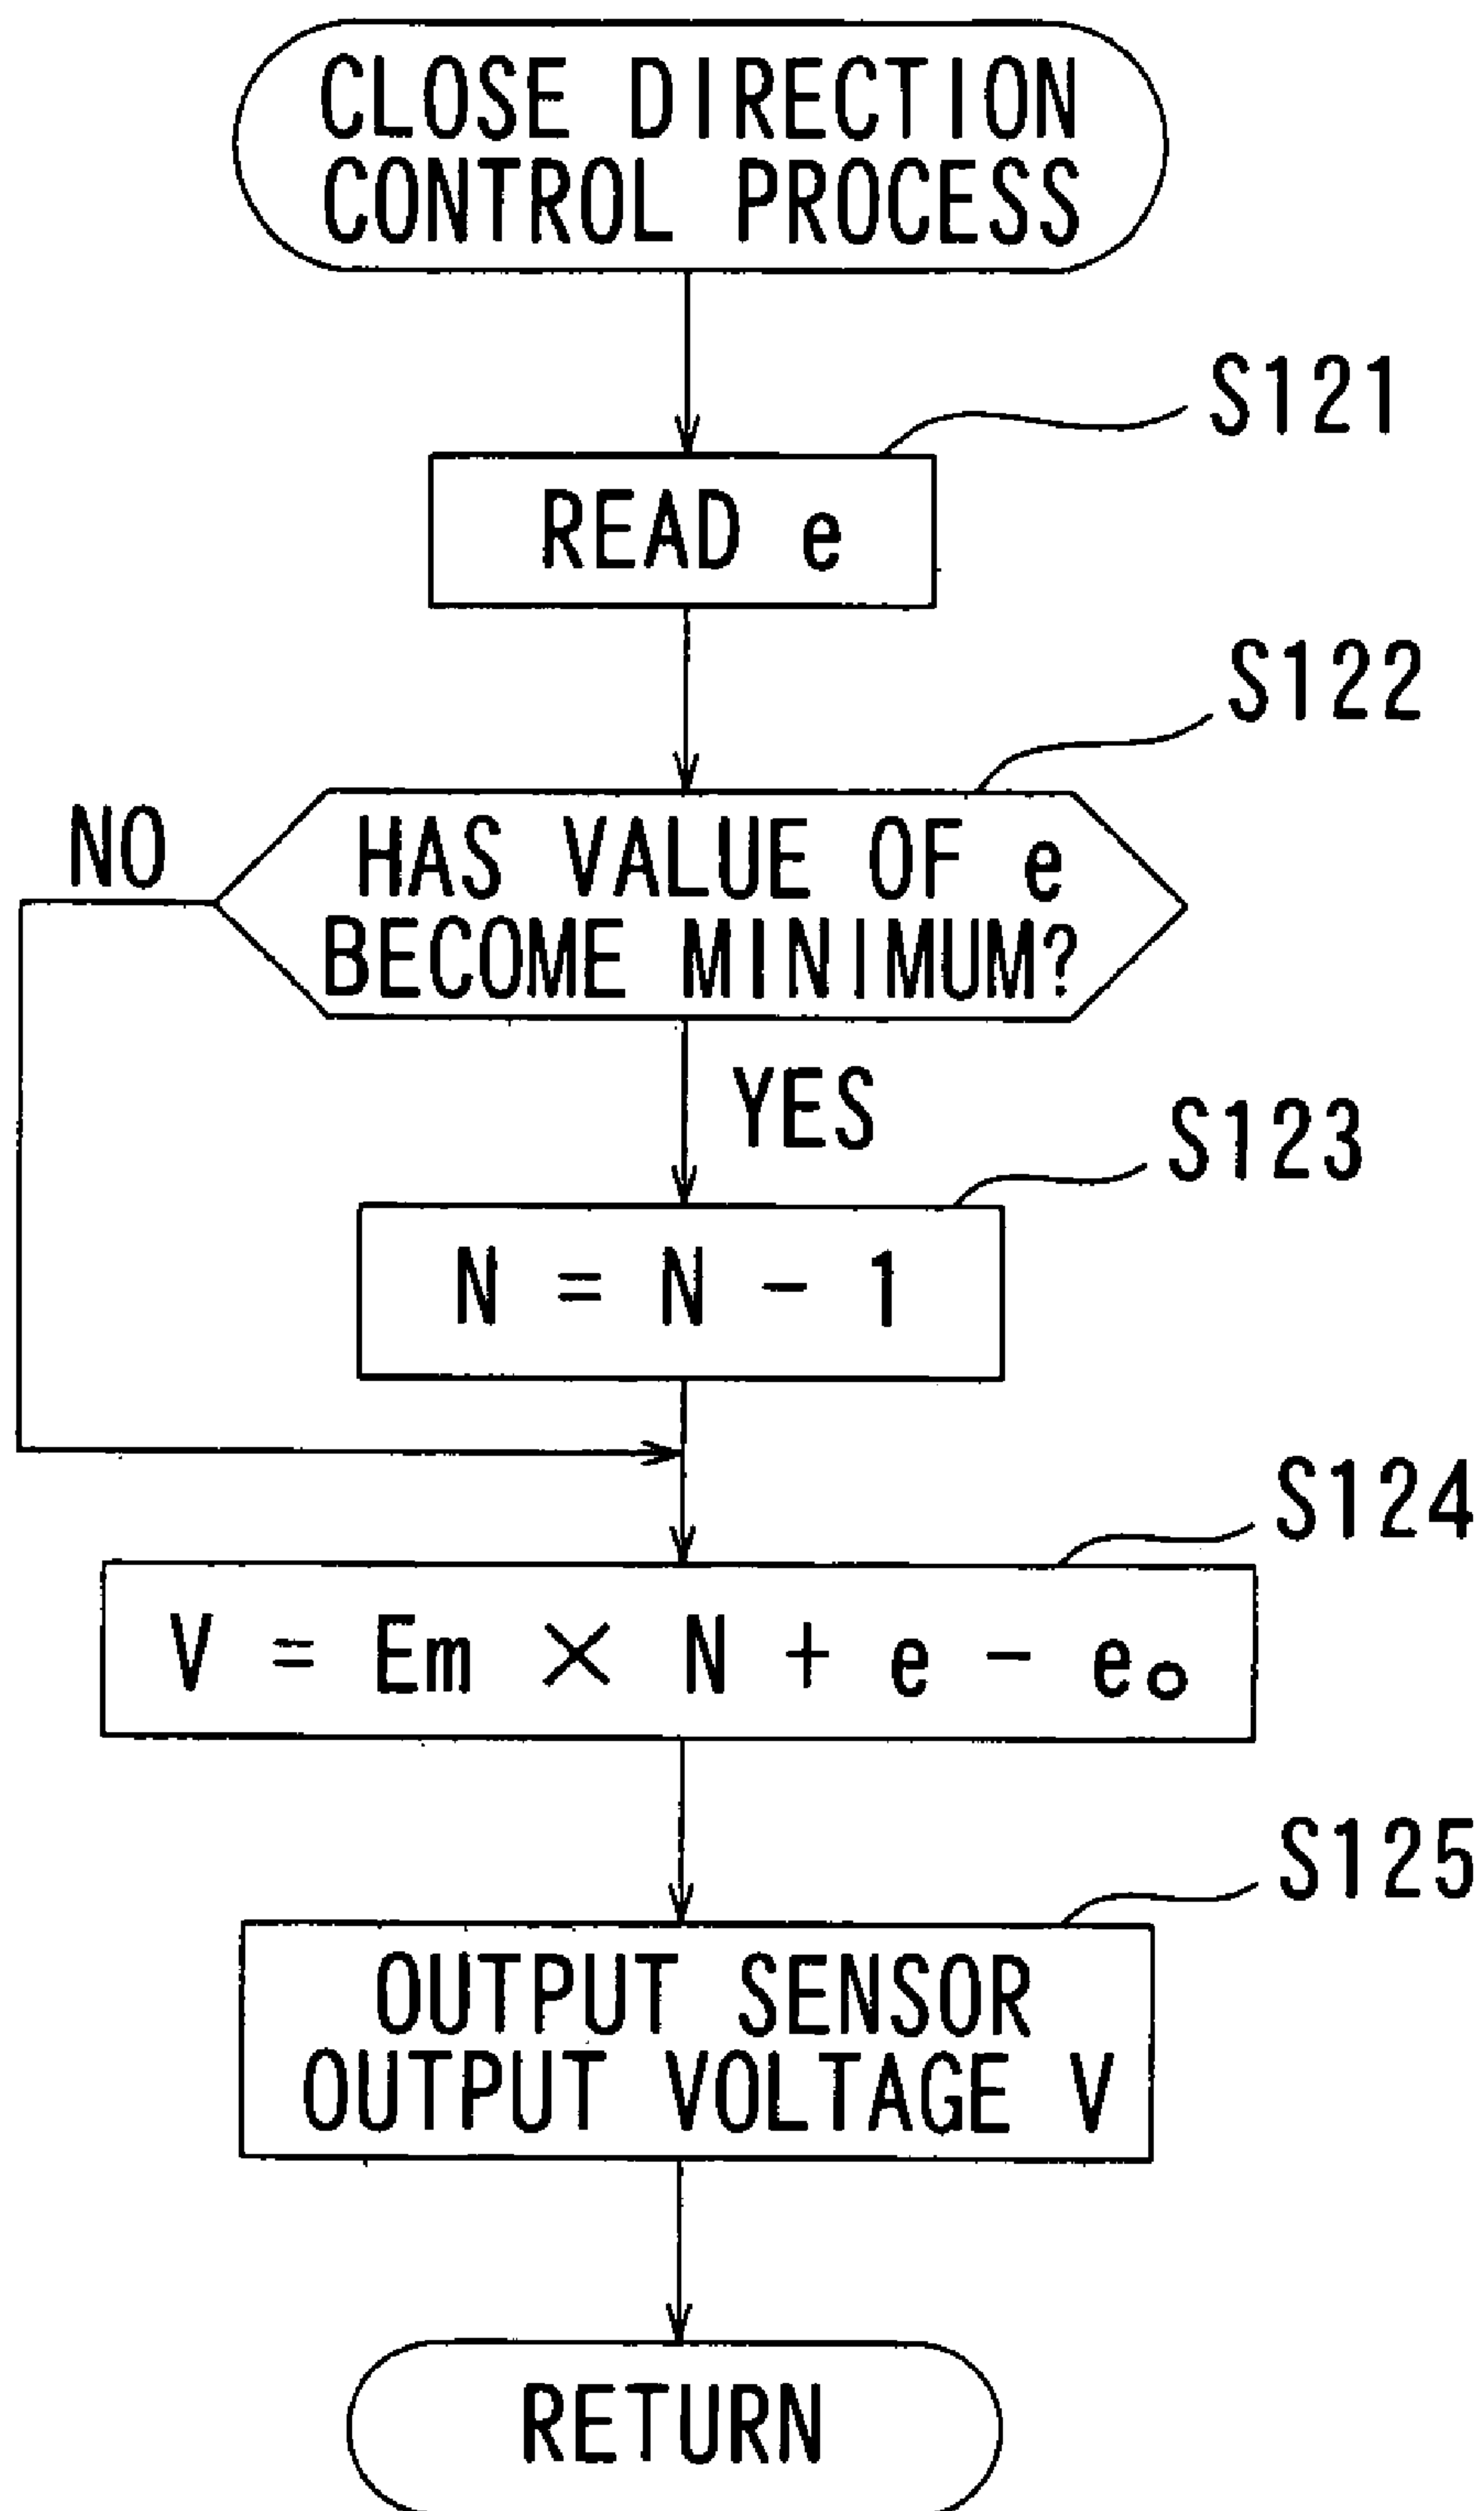 CLOSE DIRECTION
CONTROL PROCESS
S121
READ e
S122
NO
HAS VALUE OF e
BECOME MINIMUM?
YES
S123
N = N - 1
S124
V = Em × N + e - e₀
S125
OUTPUT SENSOR
OUTPUT VOLTAGE V
RETURN